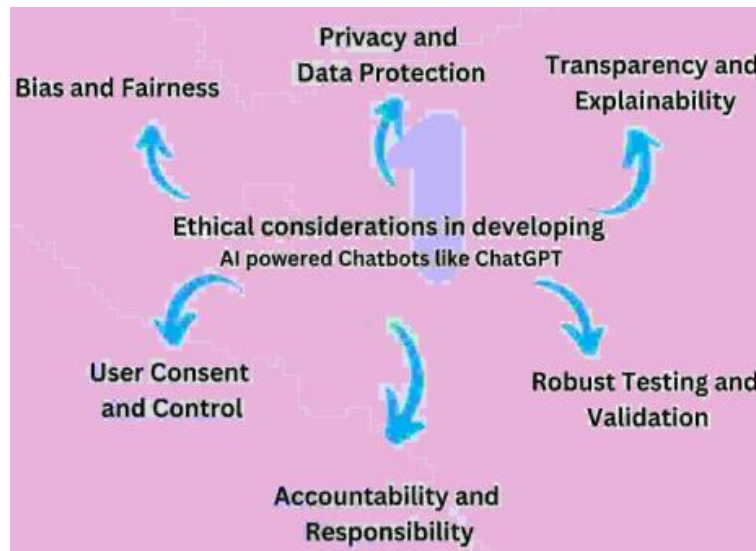 Privacy and
Data Protection
Bias and Fairness
Transparency and
Explainability
1
Ethical considerations in developing
AI powered Chatbots like ChatGPT
User Consent
and Control
Robust Testing and
Validation
Accountability and
Responsibility